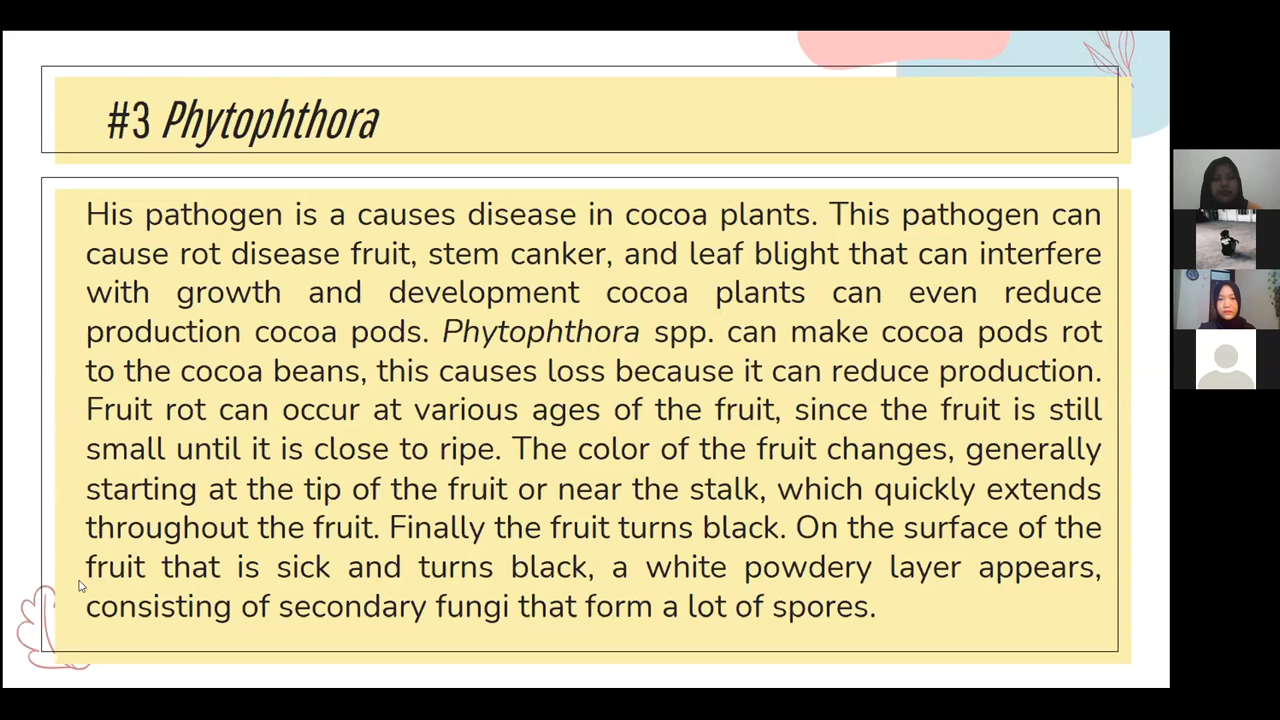 #3 Phytophthora
His pathogen is a causes disease in cocoa plants. This pathogen can
cause rot disease fruit, stem canker, and leaf blight that can interfere
with growth and development cocoa plants can even reduce
production cocoa pods. Phytophthora spp. can make cocoa pods rot
to the cocoa beans, this causes loss because it can reduce production.
Fruit rot can occur at various ages of the fruit, since the fruit is still
small until it is close to ripe. The color of the fruit changes, generally
starting at the tip of the fruit or near the stalk, which quickly extends
throughout the fruit. Finally the fruit turns black. On the surface of the
fruit that is sick and turns black, a white powdery layer appears,
consisting of secondary fungi that form a lot of spores.